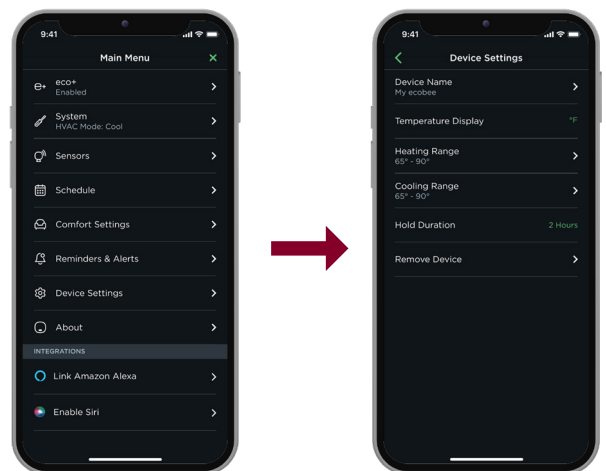 9:41
Main Menu
e+ eco+
Enabled
System
HVAC Mode: Cool
Sensors
Schedule
Comfort Settings
Reminders & Alerts
Device Settings
About
INTEGRATIONS
Link Amazon Alexa
Enable Siri
9:41
Device Settings
Device Name
My ecobee
Temperature Display °F
Heating Range
65° - 90°
Cooling Range
65° - 90°
Hold Duration 2 Hours
Remove Device